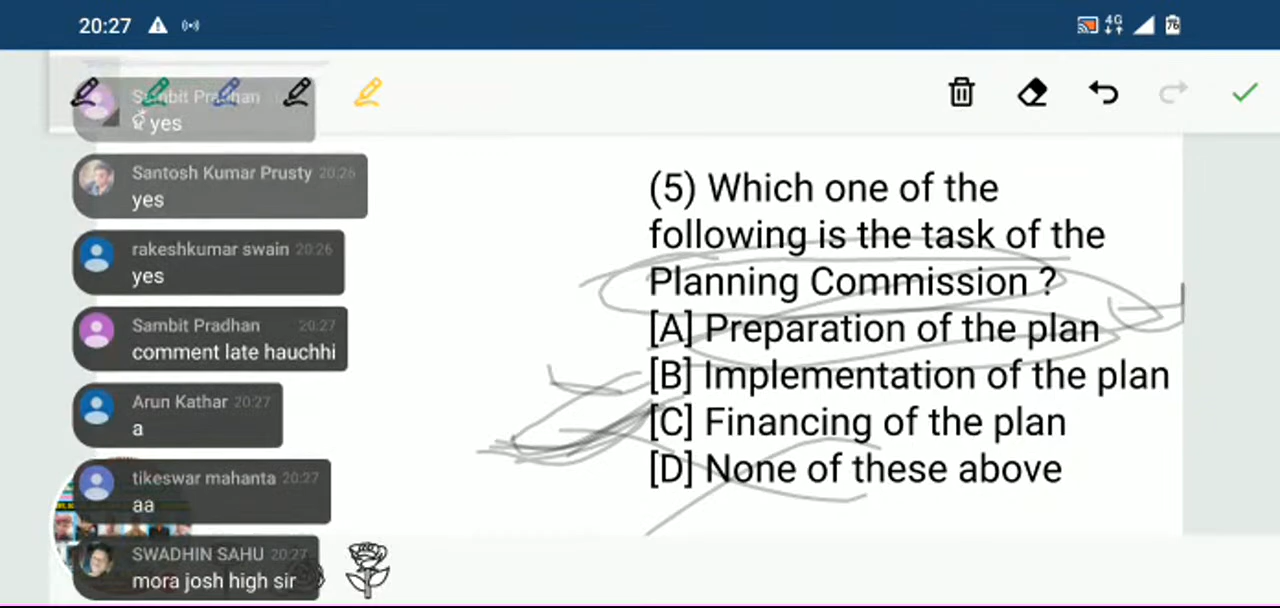 20:27
4G
76
Sambit Pradhan
yes
Santosh Kumar Prusty 20:26
yes
rakeshkumar swain 20:26
yes
Sambit Pradhan 20:27
comment late hauchhi
Arun Kathar 20:27
a
tikeswar mahanta 20:27
aa
SWADHIN SAHU 20:27
mora josh high sir
(5) Which one of the
following is the task of the
Planning Commission ?
[A] Preparation of the plan
[B] Implementation of the plan
[C] Financing of the plan
[D] None of these above